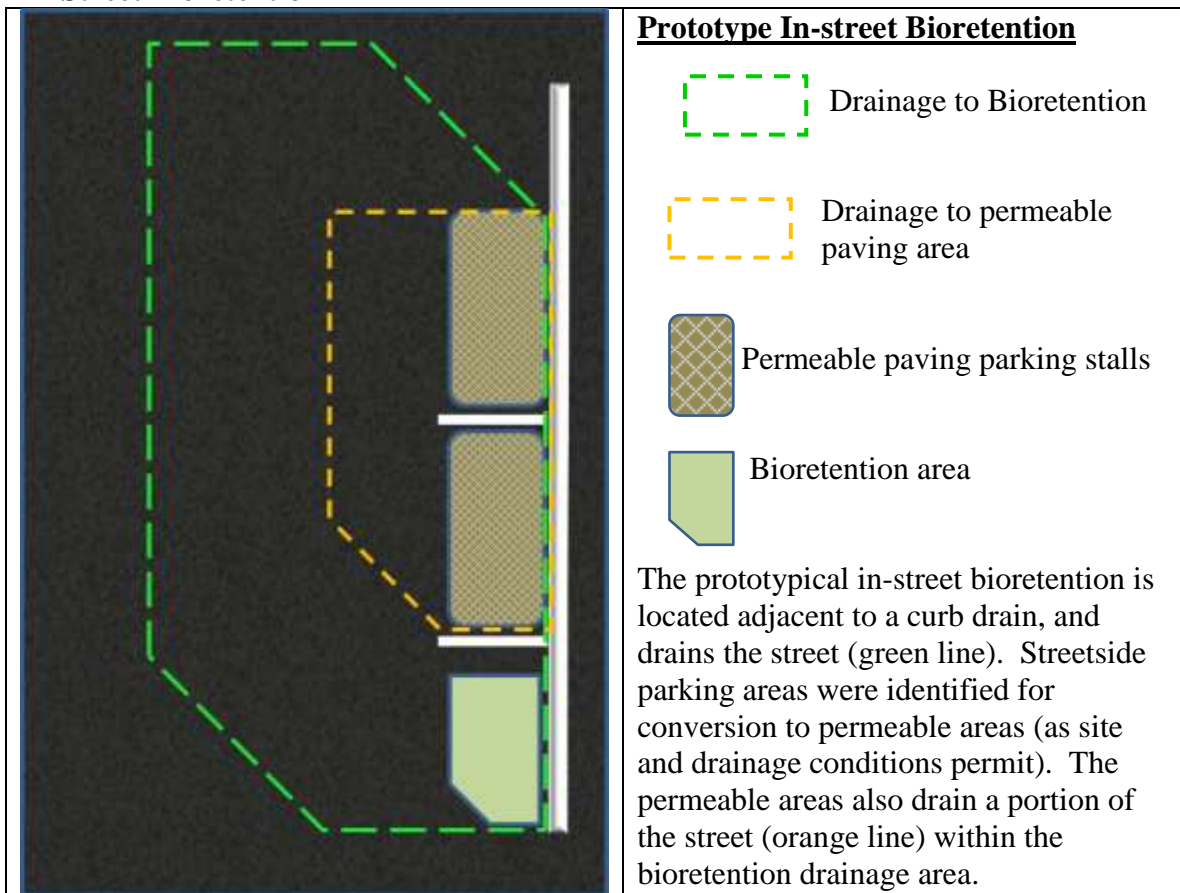 Prototype In-street Bioretention
Drainage to Bioretention
Drainage to permeable
paving area
Permeable paving parking stalls
Bioretention area
The prototypical in-street bioretention is
located adjacent to a curb drain, and
drains the street (green line).  Streetside
parking areas were identified for
conversion to permeable areas (as site
and drainage conditions permit).  The
permeable areas also drain a portion of
the street (orange line) within the
bioretention drainage area.